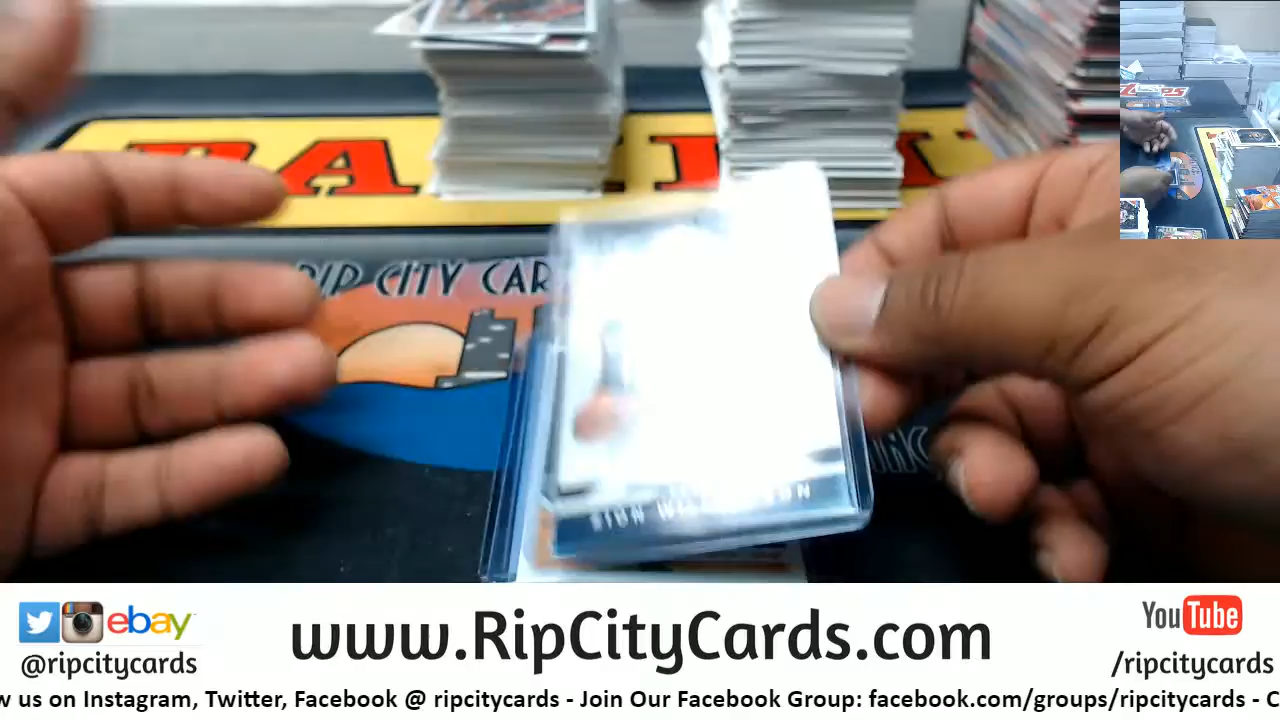 RIP CITY CAR
ebay
@ripcitycards
www.RipCityCards.com
YouTube
/ripcitycards
w us on Instagram, Twitter, Facebook @ ripcitycards - Join Our Facebook Group: facebook.com/groups/ripcitycards - C